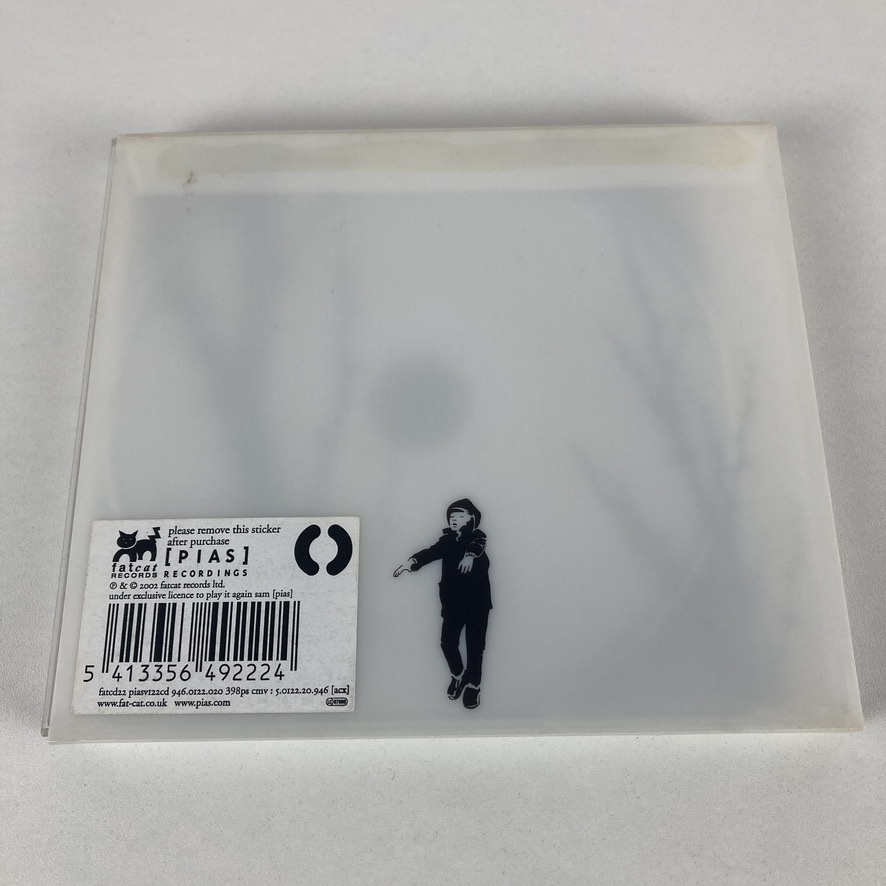 please remove this sticker
after purchase
[PIAS]
fatcat
RECORDS RECORDINGS
℗ & © 2002 fatcat records ltd.
under exclusive licence to play it again sam [pias]
5 413356 492224
fatcd22 piasv122cd 946.0122.020 398ps cmv : 5.0122.20.946 [acx]
www.fat-cat.co.uk www.pias.com